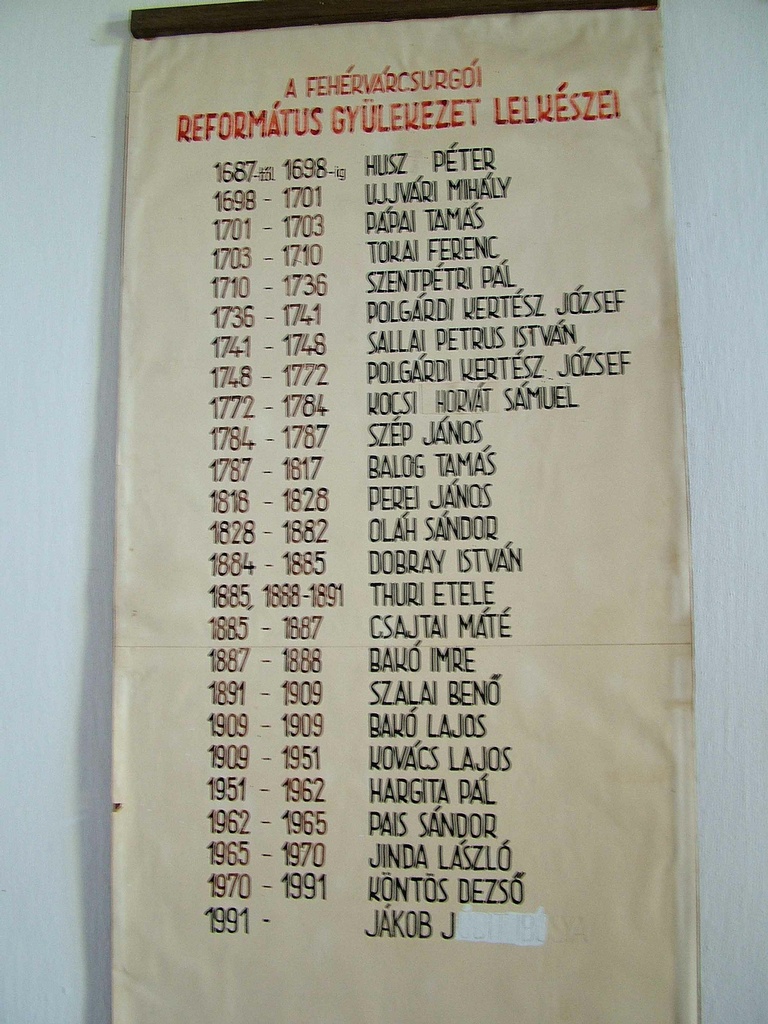 A FEHÉRVÁRCSURGÓI
REFORMÁTUS GYÜLEKEZET LELKÉSZEI
1687-től 1698-ig HUSZ PÉTER
1698 - 1701 UJJVÁRI MIHÁLY
1701 - 1703 PÁPAI TAMÁS
1703 - 1710 TOKAI FERENC
1710 - 1736 SZENTPÉTRI PÁL
1736 - 1741 POLGÁRDI KERTÉSZ JÓZSEF
1741 - 1748 SALLAI PETRUS ISTVÁN
1748 - 1772 POLGÁRDI KERTÉSZ JÓZSEF
1772 - 1784 KOCSI HORVÁT SÁMUEL
1784 - 1787 SZÉP JÁNOS
1787 - 1817 BALOG TAMÁS
1818 - 1828 PEREI JÁNOS
1828 - 1882 OLÁH SÁNDOR
1884 - 1885 DOBRAY ISTVÁN
1885, 1888-1891 THURI ETELE
1885 - 1887 CSAJTAI MÁTÉ
1887 - 1888 BAKÓ IMRE
1891 - 1909 SZALAI BENŐ
1909 - 1909 BAKÓ LAJOS
1909 - 1951 KOVÁCS LAJOS
1951 - 1962 HARGITA PÁL
1962 - 1965 PAIS SÁNDOR
1965 - 1970 JINDA LÁSZLÓ
1970 - 1991 KÖNTÖS DEZSŐ
1991 - JÁKOB J